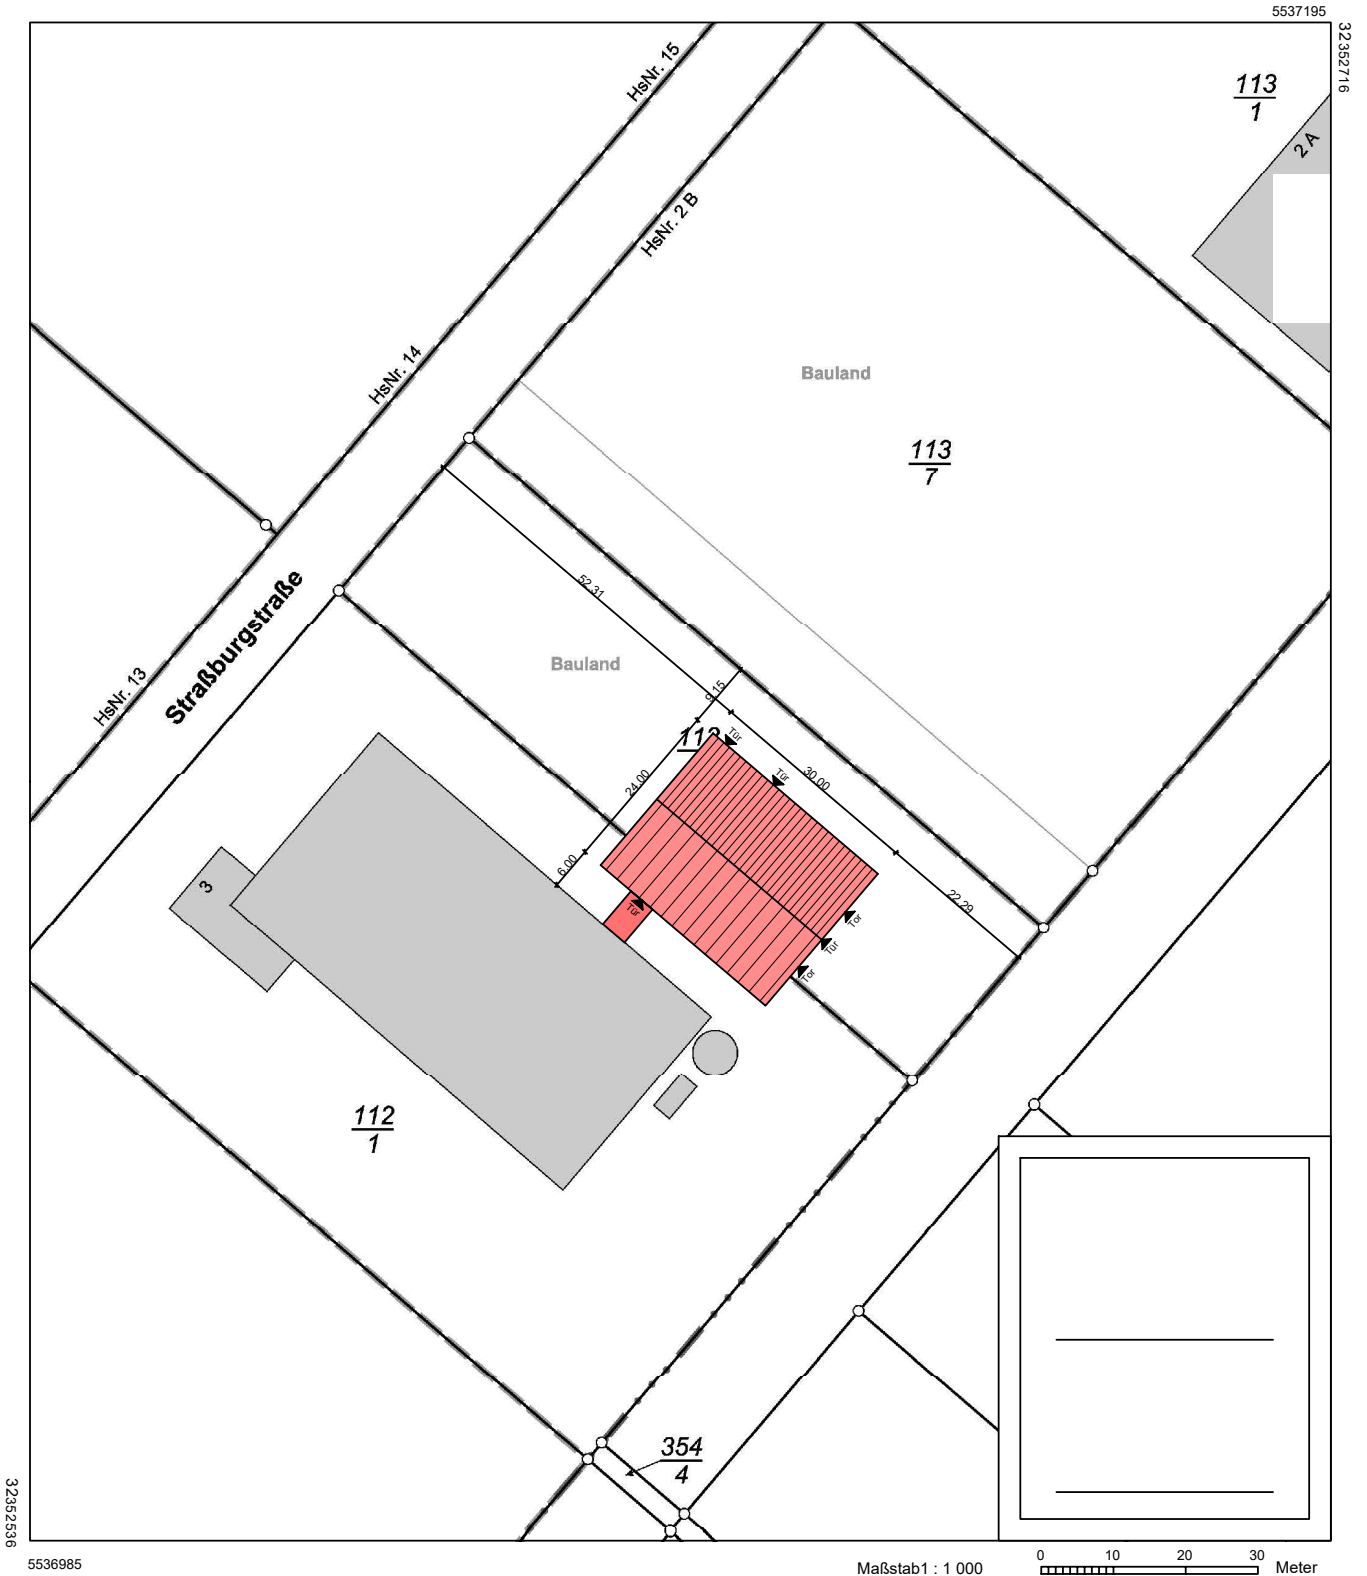 5537195
32352716
HsNr. 15
113
1
2 A
HsNr. 2 B
HsNr. 14
Bauland
113
7
52.31
Straßburgstraße
Bauland
HsNr. 13
9.15
Tür
Tür
24.00
30.00
6.00
3
22.29
Tür
Tor
Tür
Tor
112
1
354
4
32352536
5536985
Maßstab1 : 1 000
0 10 20 30
Meter